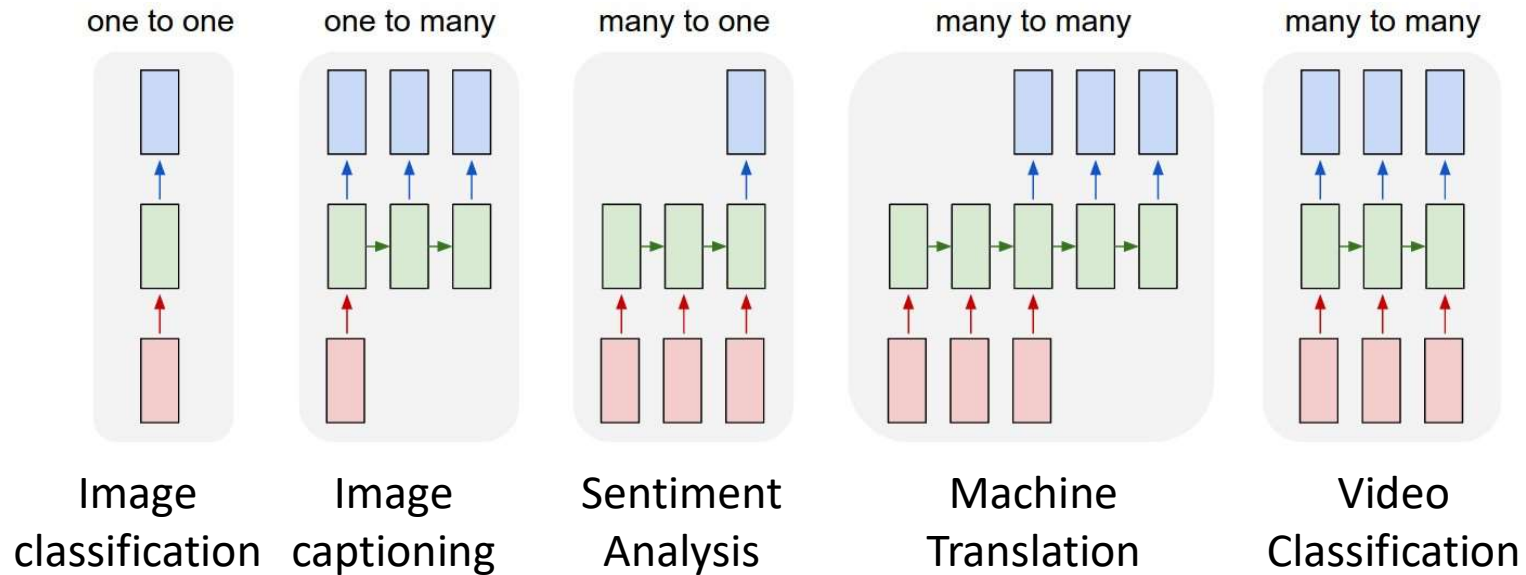 one to one one to many many to one many to many many to many
Image Image Sentiment Machine Video
classification captioning Analysis Translation Classification